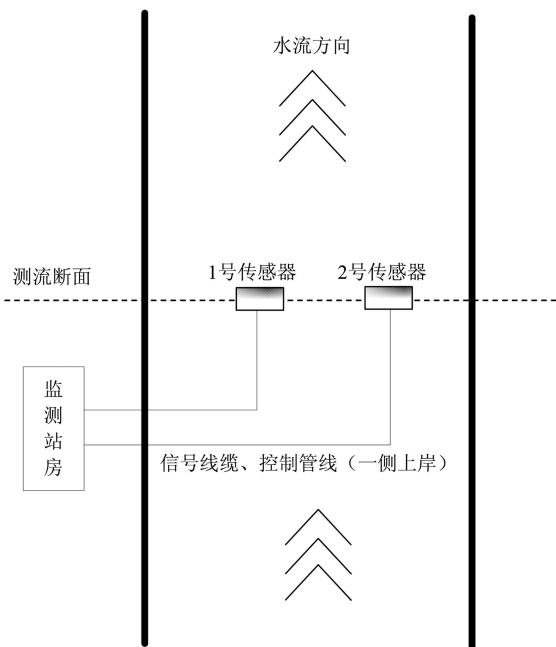 水流方向
1号传感器
2号传感器
测流断面
监
测
站
房
信号线缆、控制管线（一侧上岸）